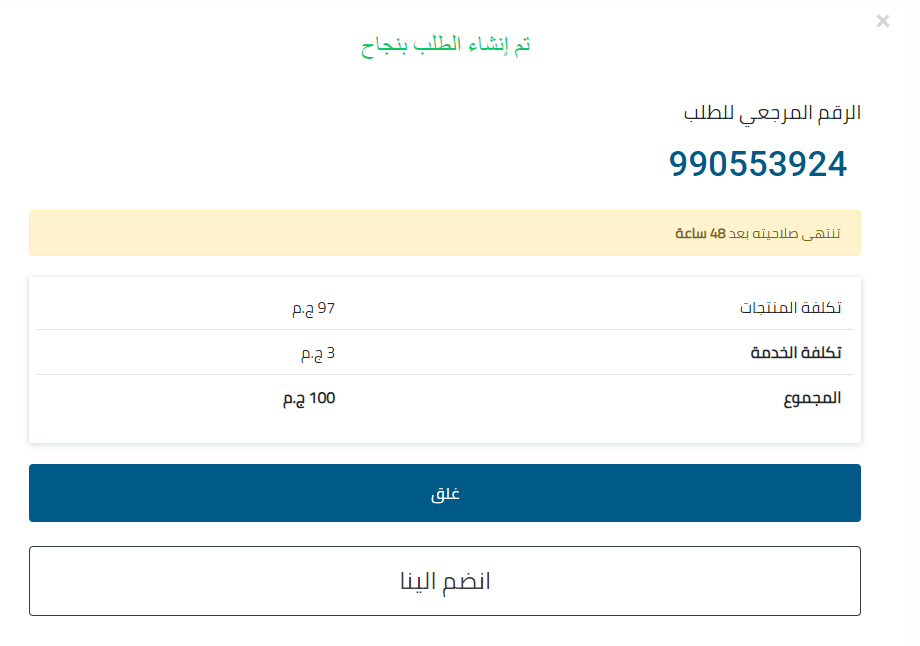 ×
تم إنشاء الطلب بنجاح
الرقم المرجعي للطلب
990553924
تنتهى صلاحيته بعد 48 ساعة
تكلفة المنتجات 97 ج.م
تكلفة الخدمة 3 ج.م
المجموع 100 ج.م
غلق
انضم الينا